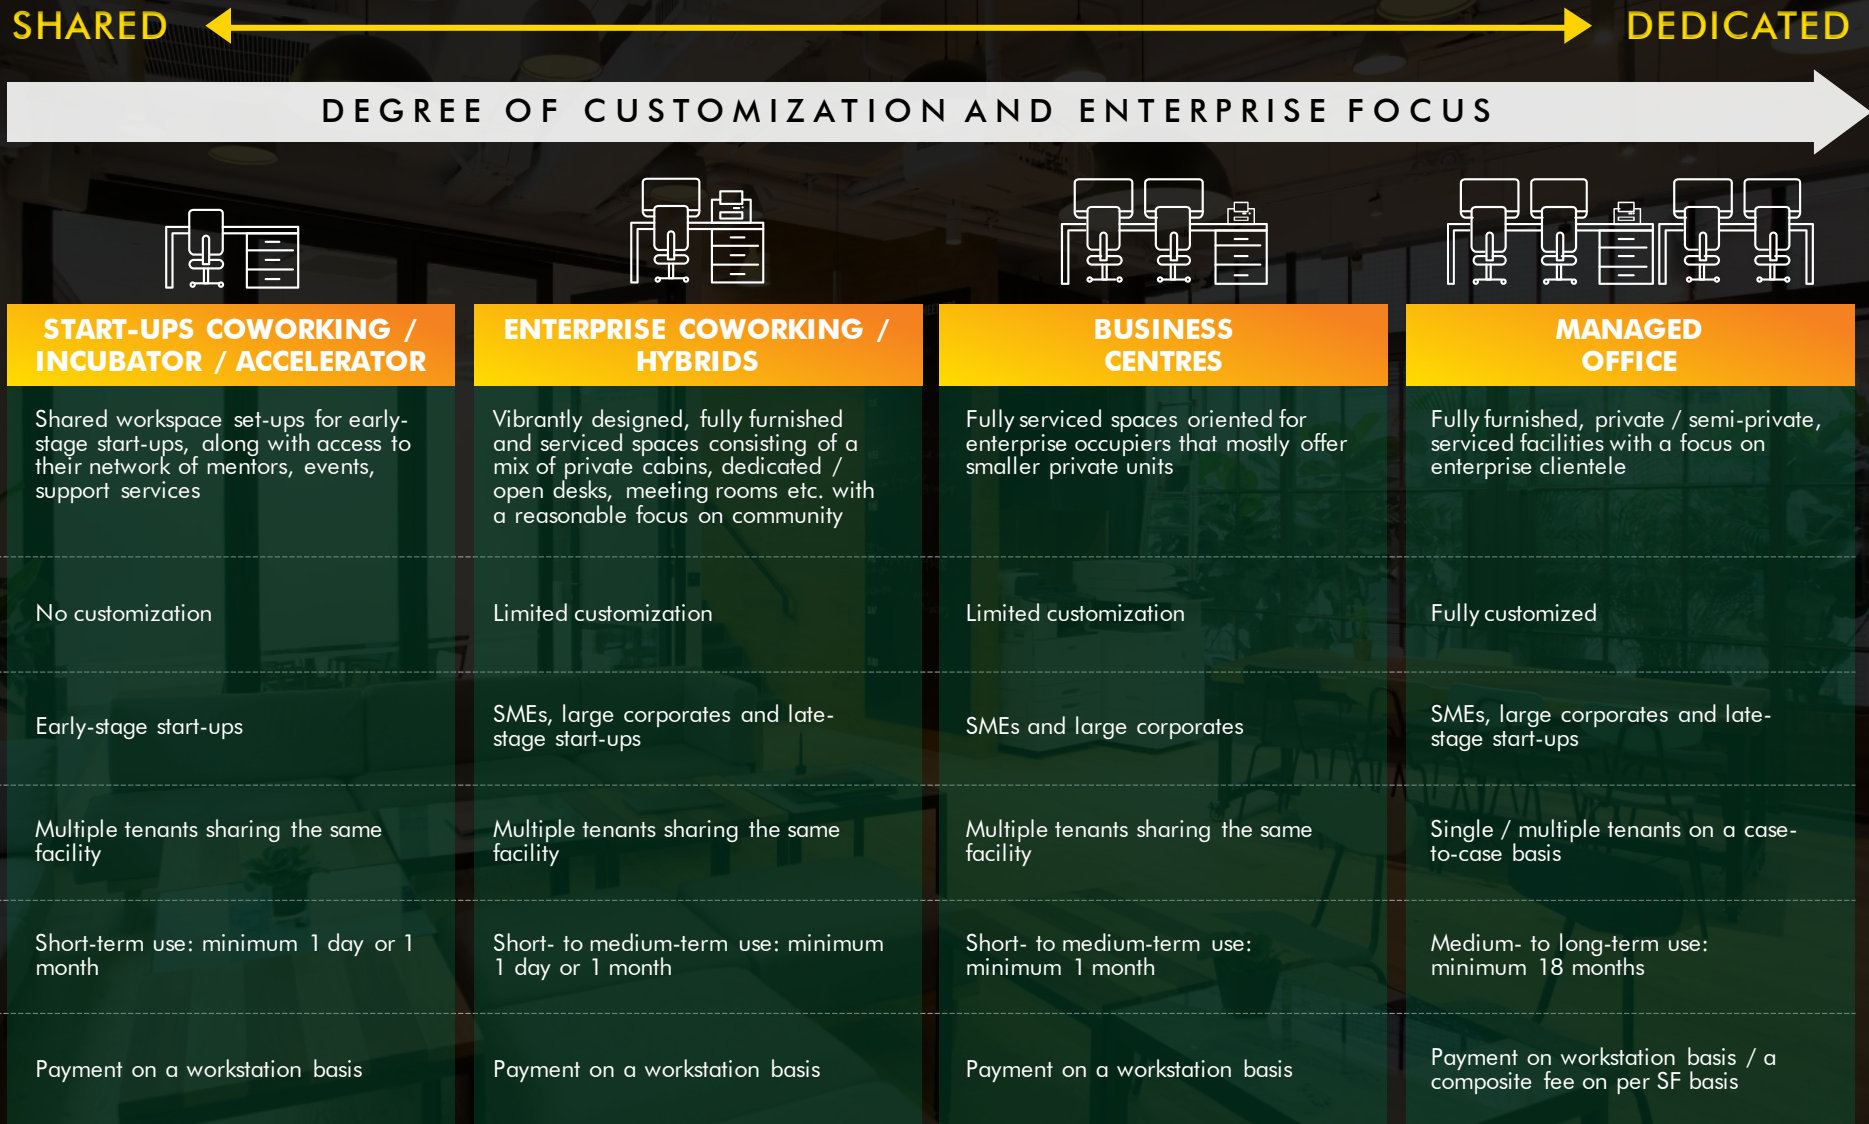 SHARED
DEDICATED
DEGREE OF CUSTOMIZATION AND ENTERPRISE FOCUS
START-UPS COWORKING /
INCUBATOR / ACCELERATOR
Shared workspace set-ups for early-
stage start-ups, along with access to
their network of mentors, events,
support services
No customization
Early-stage start-ups
Multiple tenants sharing the same
facility
Short-term use: minimum 1 day or 1
month
Payment on a workstation basis
ENTERPRISE COWORKING /
HYBRIDS
Vibrantly designed, fully furnished
and serviced spaces consisting of a
mix of private cabins, dedicated /
open desks, meeting rooms etc. with
a reasonable focus on community
Limited customization
SMEs, large corporates and late-
stage start-ups
Multiple tenants sharing the same
facility
Short- to medium-term use: minimum
1 day or 1 month
Payment on a workstation basis
BUSINESS
CENTRES
Fully serviced spaces oriented for
enterprise occupiers that mostly offer
smaller private units
Limited customization
SMEs and large corporates
Multiple tenants sharing the same
facility
Short- to medium-term use:
minimum 1 month
Payment on a workstation basis
MANAGED
OFFICE
Fully furnished, private / semi-private,
serviced facilities with a focus on
enterprise clientele
Fully customized
SMEs, large corporates and late-
stage start-ups
Single / multiple tenants on a case-
to-case basis
Medium- to long-term use:
minimum 18 months
Payment on workstation basis / a
composite fee on per SF basis